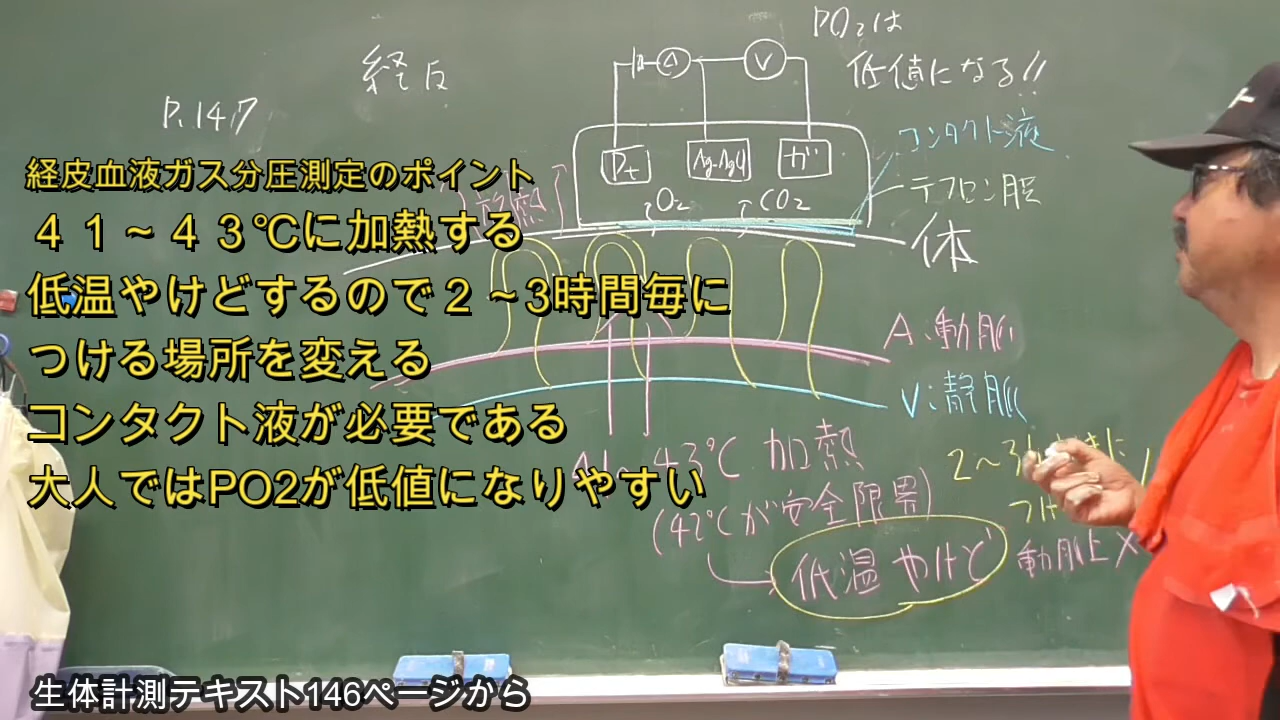 PO₂は
低値になる!!
経皮
P.147
A
V
コンタクト液
Pt
Ag-AgCl
ガ
テフロン膜
経皮血液ガス分圧測定のポイント
O₂
CO₂
体
４１～４３℃に加熱する
低温やけどするので２～3時間毎に
A:動脈
つける場所を変える
V:静脈
コンタクト液が必要である
43℃ 加熱
2～3
大人ではPO2が低値になりやすい
(42℃が安全限界)
低温やけど
動脈上×
生体計測テキスト146ページから